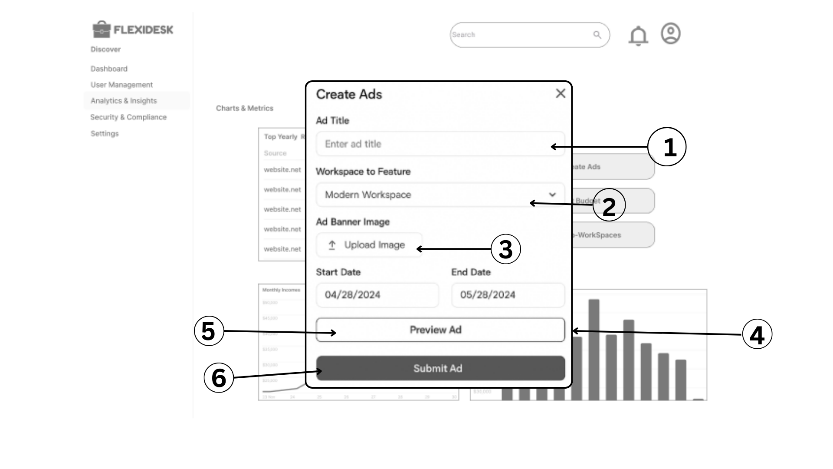 FLEXIDESK
Search
Discover
Dashboard
User Management
Analytics & Insights
Security & Compliance
Settings
Charts & Metrics
Top Yearly
Source
website.net
website.net
website.net
website.net
website.net
Create Ads
Ad Title
Enter ad title
Workspace to Feature
Modern Workspace
Ad Banner Image
Upload Image
Start Date End Date
04/28/2024 05/28/2024
Preview Ad
Submit Ad
1
2
3
4
5
6
ate Ads
Budget
-WorkSpaces
Monthly Incomes